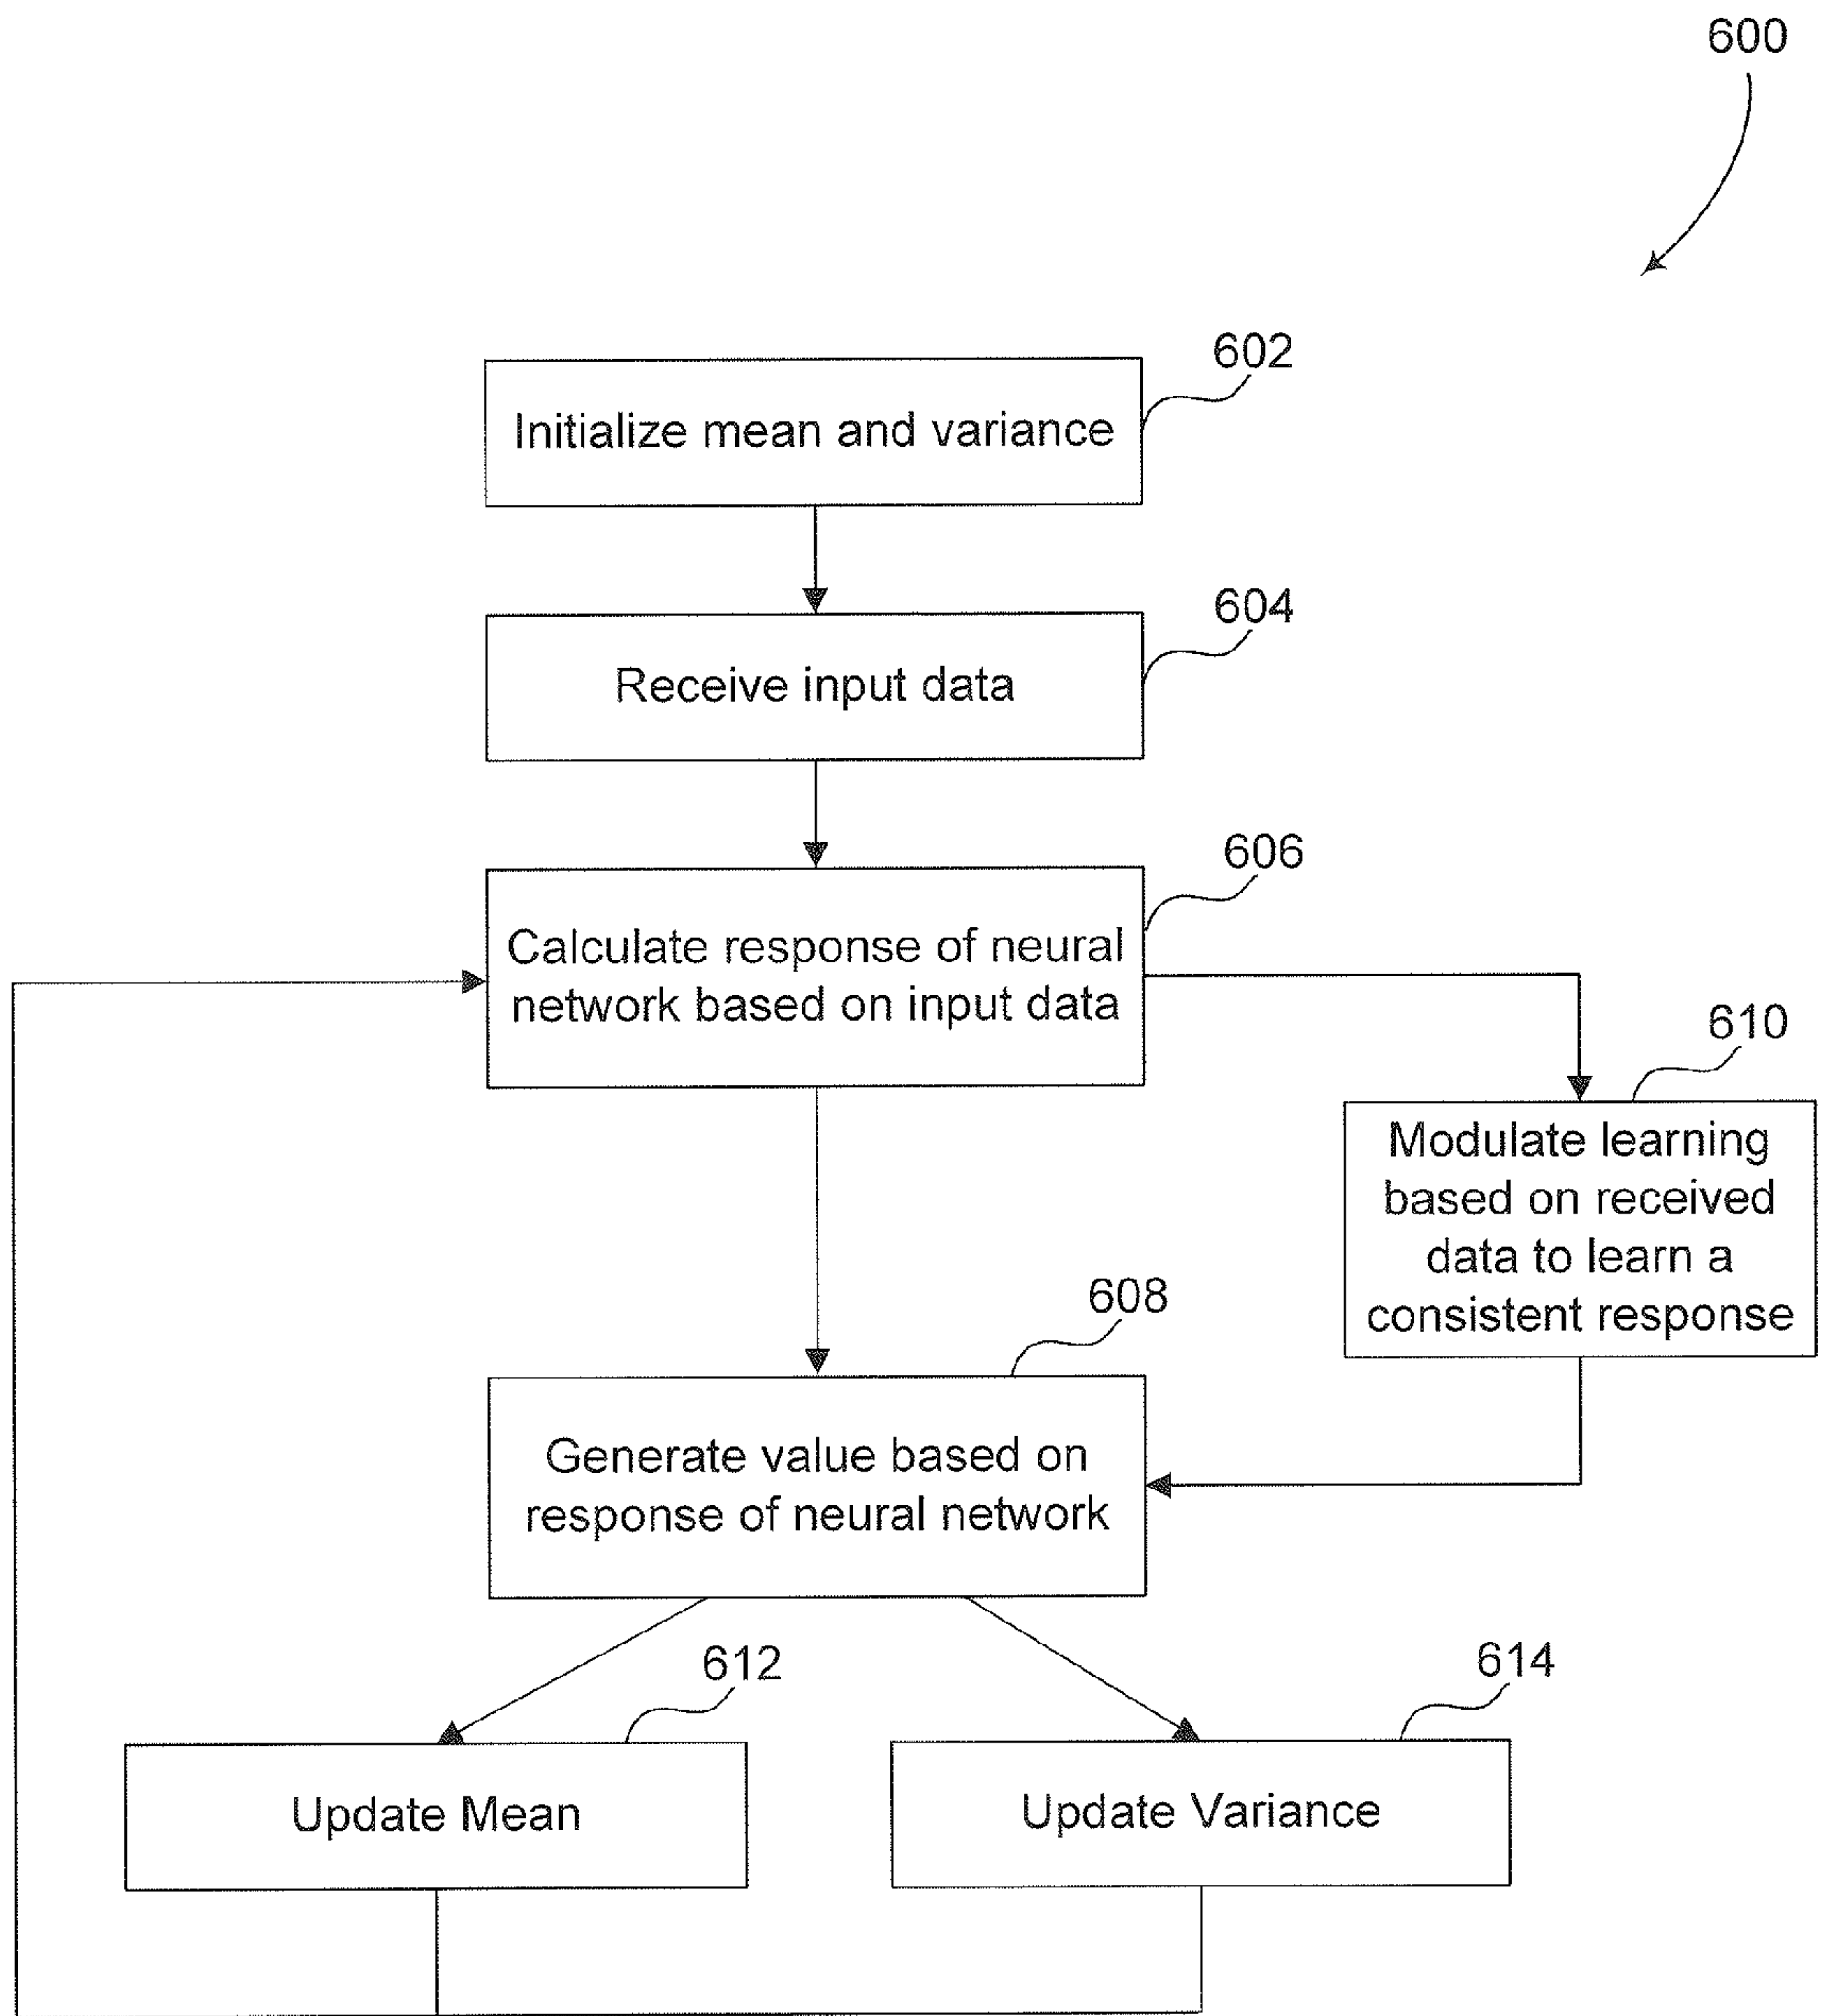 600
602
Initialize mean and variance
604
Receive input data
606
Calculate response of neural
network based on input data
610
Modulate learning
based on received
data to learn a
consistent response
608
Generate value based on
response of neural network
612
Update Mean
614
Update Variance